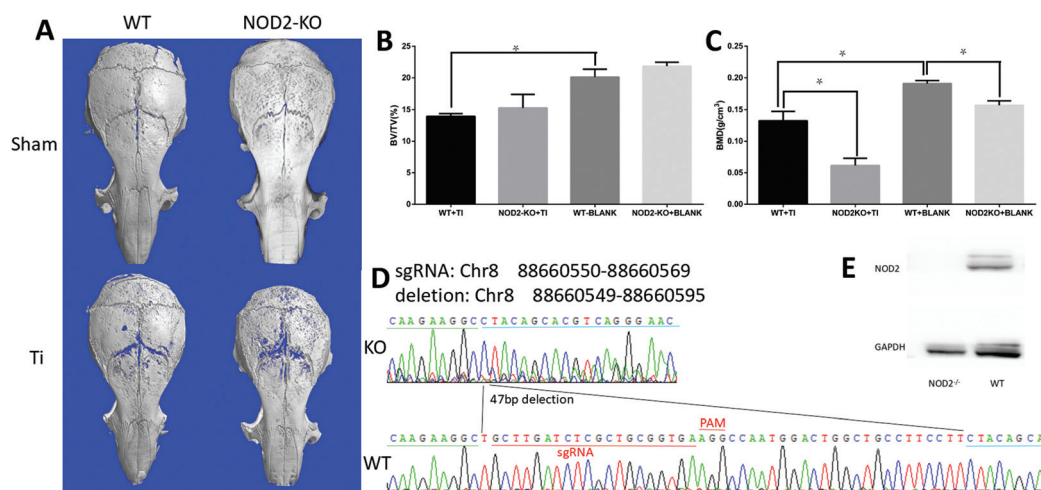 A
WT
NOD2-KO
Sham
Ti
B
BV/TV(%)
25
20
15
10
5
0
*
WT+TI
NOD2-KO+TI
WT-BLANK
NOD2-KO+BLANK
C
BMD(g/cm³)
0.25
0.20
0.15
0.10
0.05
0.00
*
*
*
WT+TI
NOD2KO+TI
WT+BLANK
NOD2KO+BLANK
D
sgRNA: Chr8 88660550-88660569
deletion: Chr8 88660549-88660595
CAAGAAGGCCTACAGCACGTCAGGGAAC
KO
47bp deletion
PAM
CAAGAAGGCTGCTTGATCTCGCTGCGGTGAAGGCCAATGGACTGGCTGCCTTCCTTCTACAGCA
sgRNA
WT
E
NOD2
GAPDH
NOD2⁻/⁻
WT